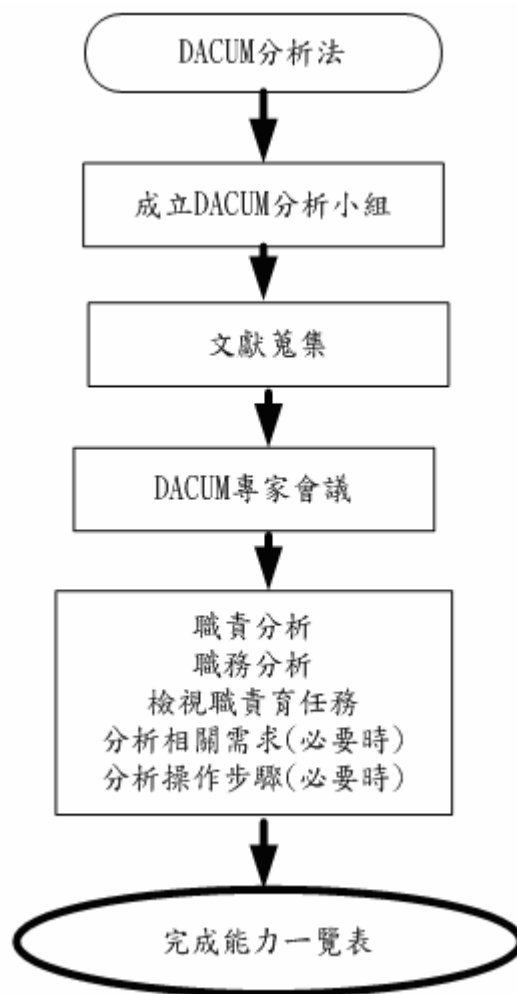 DACUM分析法
成立DACUM分析小組
文獻蒐集
DACUM專家會議
職責分析
職務分析
檢視職責育任務
分析相關需求(必要時)
分析操作步驟(必要時)
完成能力一覽表